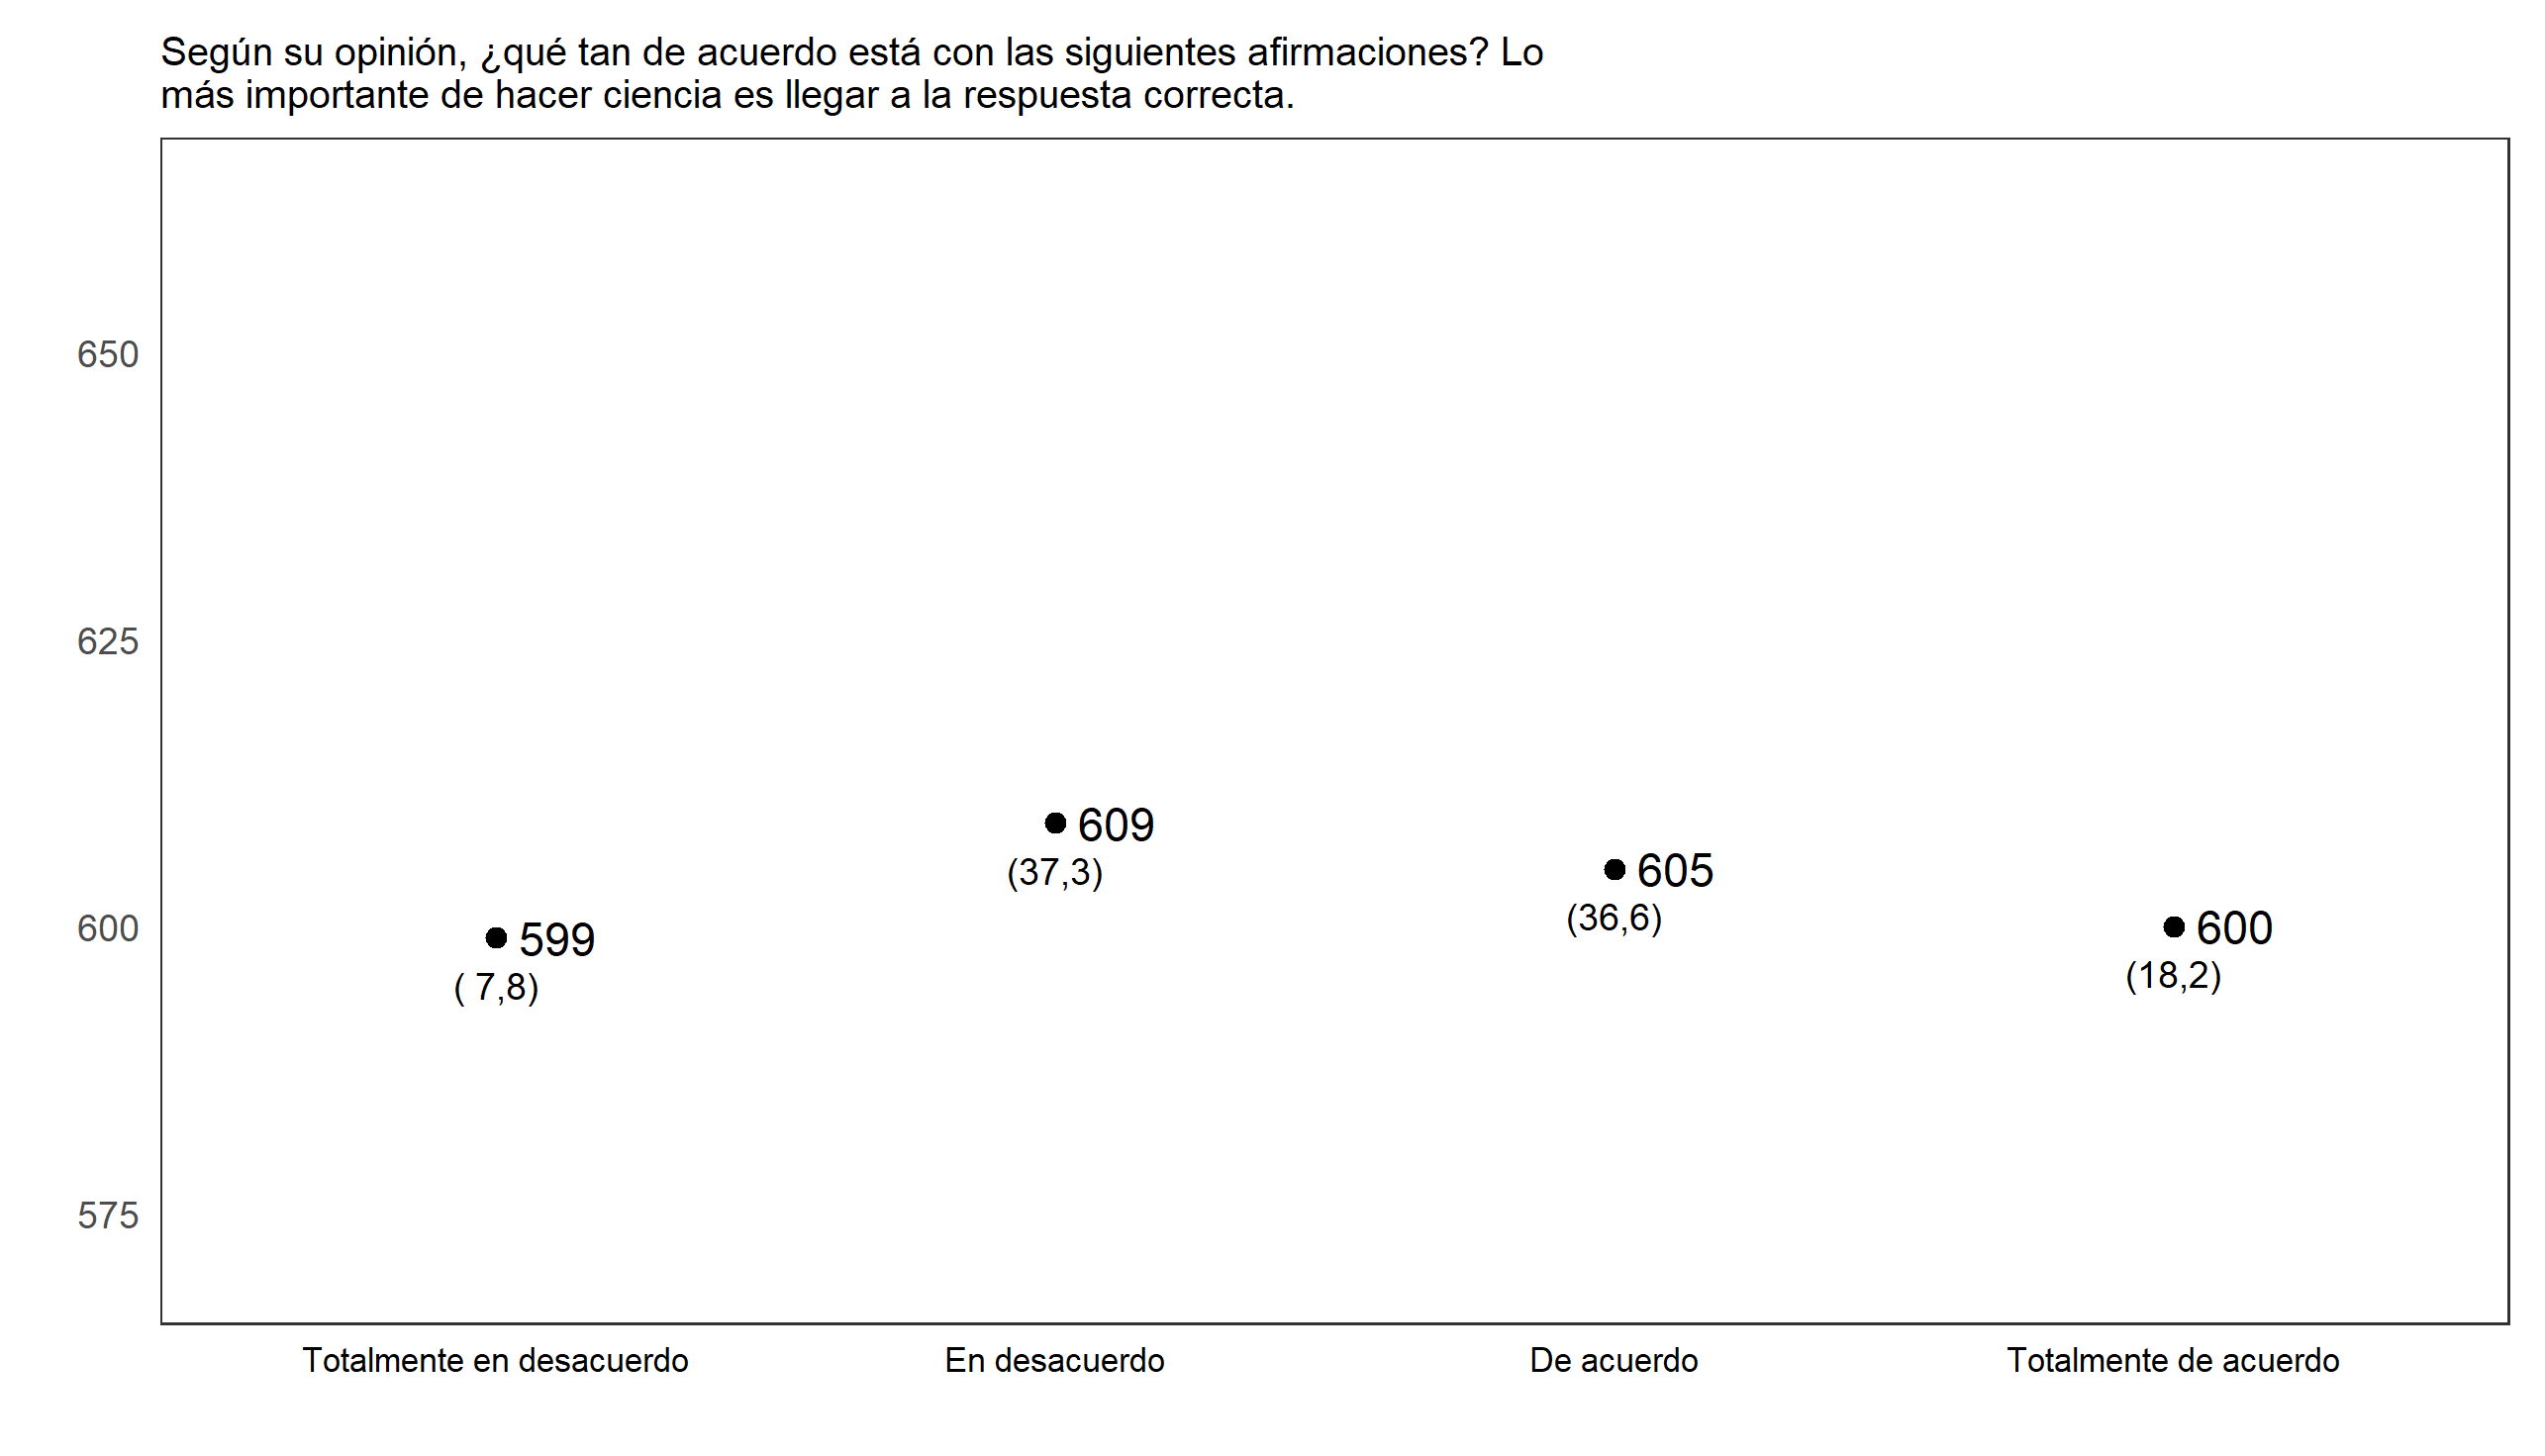 Según su opinión, ¿qué tan de acuerdo está con las siguientes afirmaciones? Lo
más importante de hacer ciencia es llegar a la respuesta correcta.
650
625
600
575
609
(37,3)
605
(36,6)
600
(18,2)
599
( 7,8)
Totalmente en desacuerdo
En desacuerdo
De acuerdo
Totalmente de acuerdo